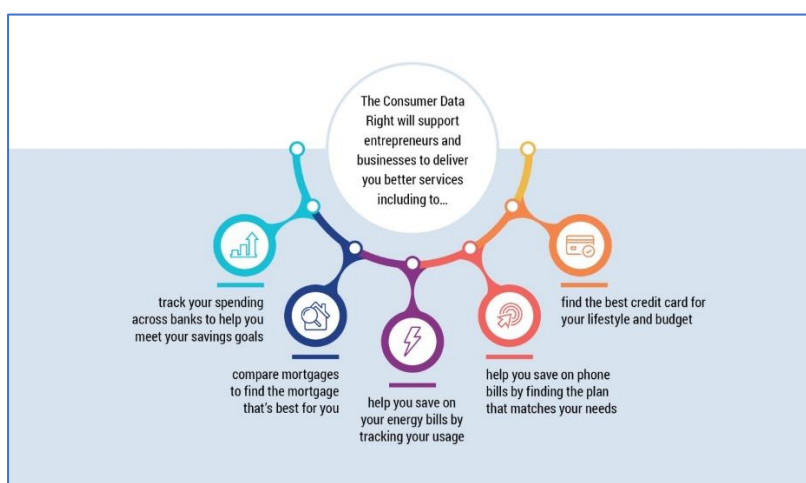 The Consumer Data
Right will support
entrepreneurs and
businesses to deliver
you better services
including to...
track your spending
across banks to help you
meet your savings goals
compare mortgages
to find the mortgage
that's best for you
help you save on
your energy bills by
tracking your usage
help you save on phone
bills by finding the plan
that matches your needs
find the best credit card for
your lifestyle and budget